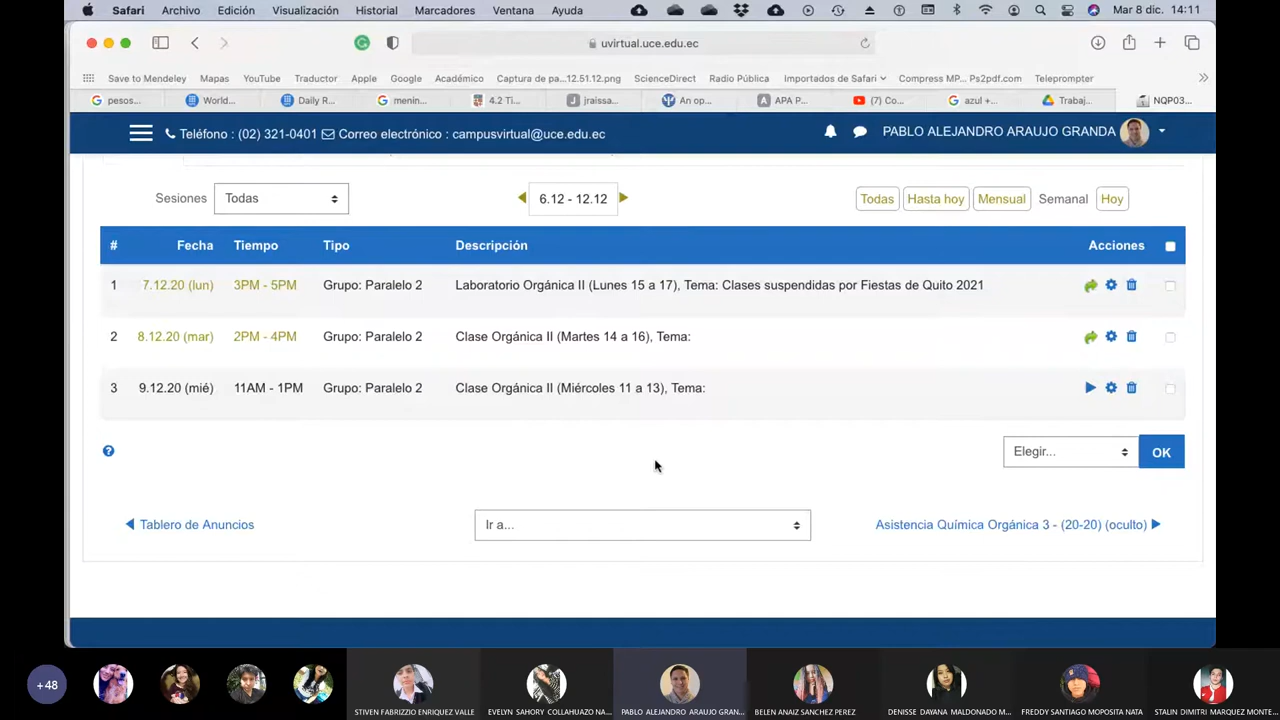 Safari Archivo Edición Visualización Historial Marcadores Ventana Ayuda Mar 8 dic. 14:11
uvirtual.uce.edu.ec
Save to Mendeley Mapas YouTube Traductor Apple Google Académico Captura de pa...12.51.12.png ScienceDirect Radio Pública Importados de Safari Compress MP... Ps2pdf.com Teleprompter
pesos... World... Daily R... menin... 4.2 Ti... jraissa... An op... APA P... (7) Co... azul +... Trabaj... NQP03...
Teléfono : (02) 321-0401 Correo electrónico : campusvirtual@uce.edu.ec PABLO ALEJANDRO ARAUJO GRANDA
Sesiones Todas 6.12 - 12.12 Todas Hasta hoy Mensual Semanal Hoy
# Fecha Tiempo Tipo Descripción Acciones
1 7.12.20 (lun) 3PM - 5PM Grupo: Paralelo 2 Laboratorio Orgánica II (Lunes 15 a 17), Tema: Clases suspendidas por Fiestas de Quito 2021
2 8.12.20 (mar) 2PM - 4PM Grupo: Paralelo 2 Clase Orgánica II (Martes 14 a 16), Tema:
3 9.12.20 (mié) 11AM - 1PM Grupo: Paralelo 2 Clase Orgánica II (Miércoles 11 a 13), Tema:
Elegir... OK
Tablero de Anuncios Ir a... Asistencia Química Orgánica 3 - (20-20) (oculto)
+48
STIVEN FABRIZZIO ENRIQUEZ VALLE EVELYN SAHORY COLLAHUAZO NA... PABLO ALEJANDRO ARAUJO GRAN... BELEN ANAIZ SANCHEZ PEREZ DENISSE DAYANA MALDONADO M... FREDDY SANTIAGO MOPOSITA NATA STALIN DIMITRI MARQUEZ MONTE...